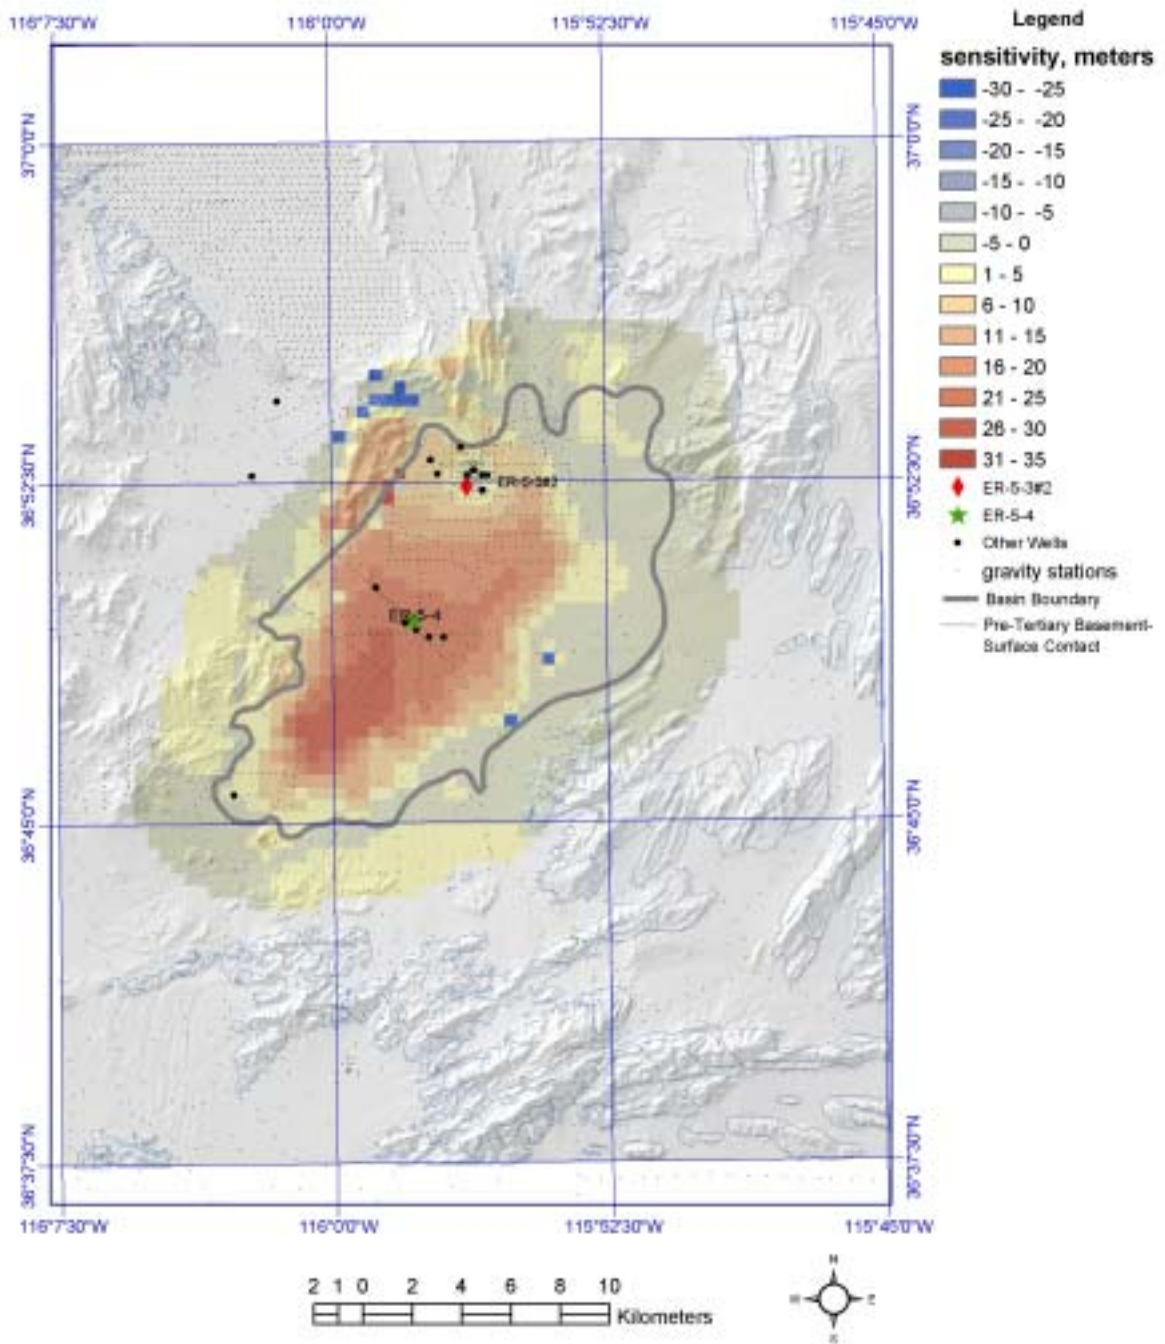 116°7'30"W 116°0'0"W 115°52'30"W 115°45'0"W
Legend
sensitivity, meters
-30 - -25
-25 - -20
-20 - -15
-15 - -10
-10 - -5
-5 - 0
1 - 5
6 - 10
11 - 15
16 - 20
21 - 25
26 - 30
31 - 35
ER-5-3#2
ER-5-4
Other Wells
gravity stations
Basin Boundary
Pre-Tertiary Basement-
Surface Contact
37°0'0"N
37°0'0"N
36°52'30"N
36°52'30"N
ER-5-3#2
ER-5-4
36°45'0"N
36°45'0"N
36°37'30"N
36°37'30"N
116°7'30"W 116°0'0"W 115°52'30"W 115°45'0"W
2 1 0 2 4 6 8 10
Kilometers
N
W E
S